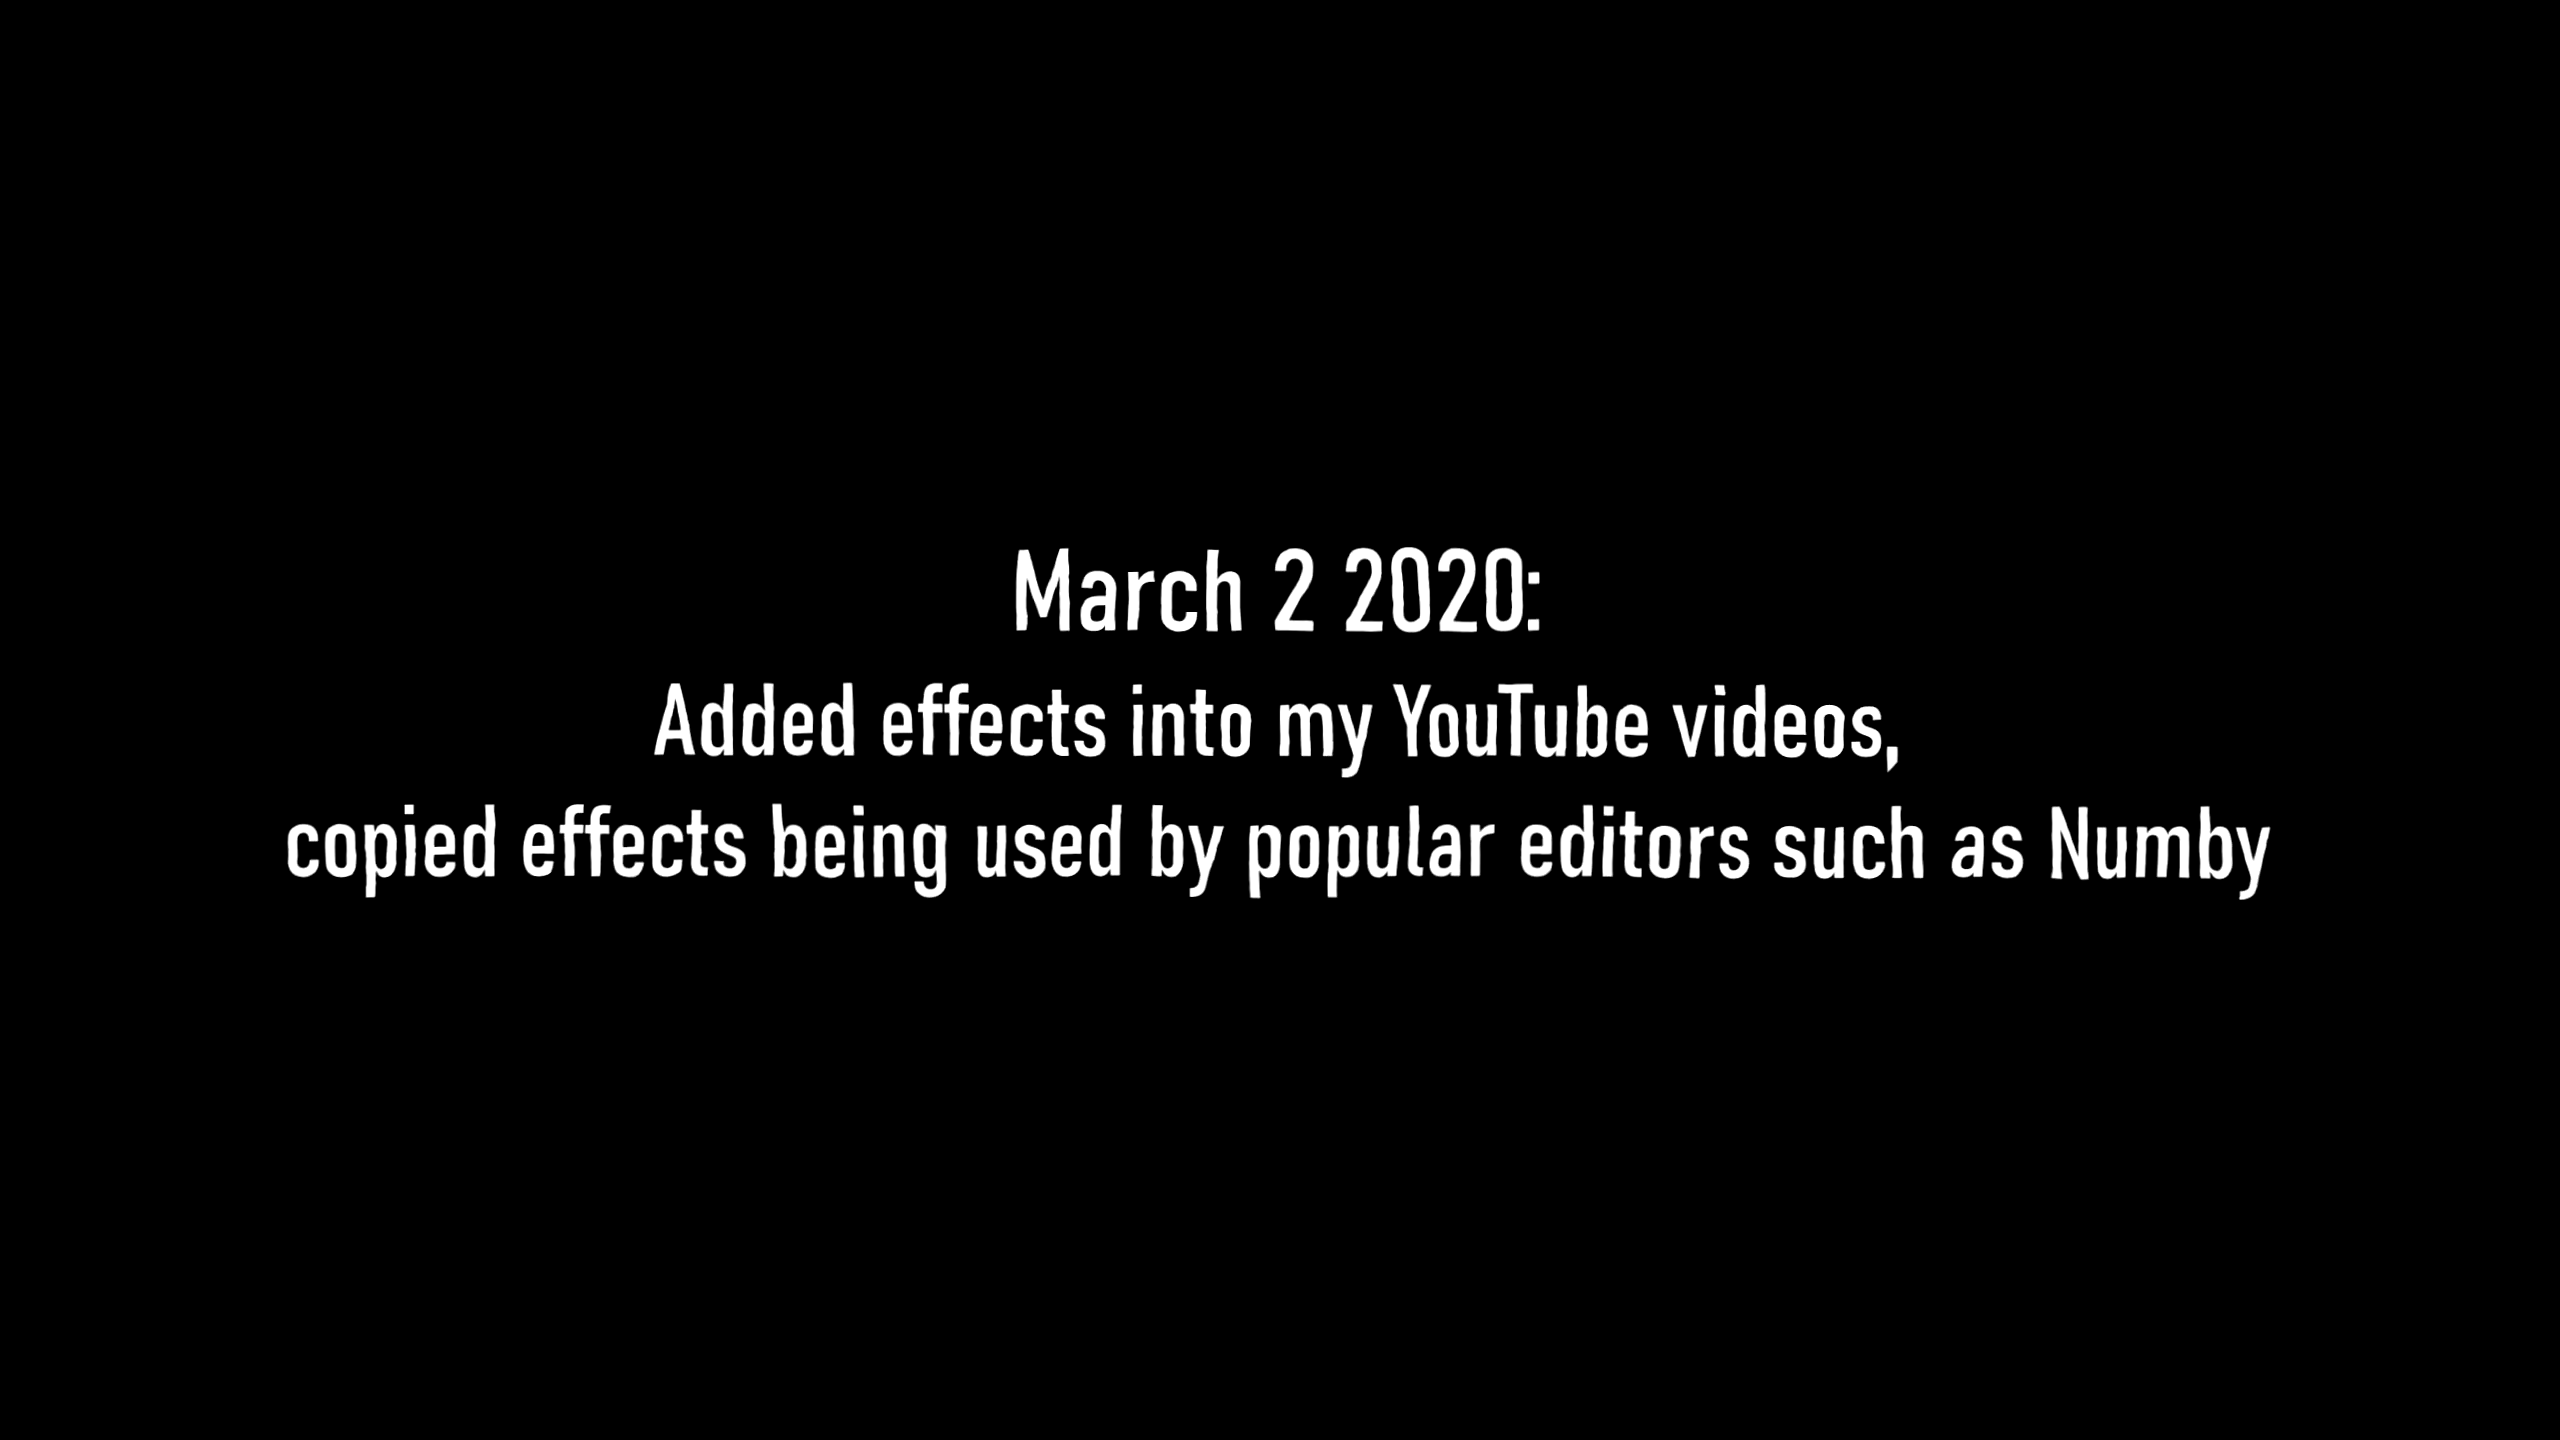 March 2 2020:
Added effects into my YouTube videos,
copied effects being used by popular editors such as Numby